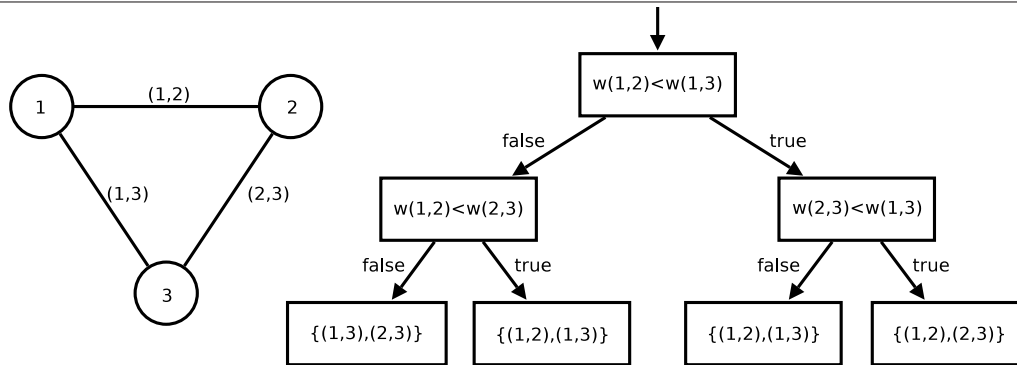 w(1,2)<w(1,3)
1
(1,2)
2
false
true
(1,3)
(2,3)
w(1,2)<w(2,3)
w(2,3)<w(1,3)
false
true
false
true
3
{(1,3),(2,3)}
{(1,2),(1,3)}
{(1,2),(1,3)}
{(1,2),(2,3)}